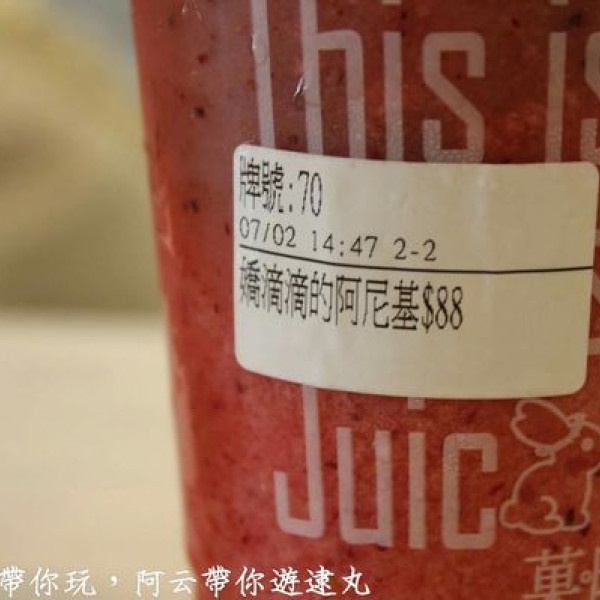 This is
牌號:70
07/02 14:47 2-2
嬌滴滴的阿尼基$88
Juic
帶你玩，阿云帶你遊逮丸